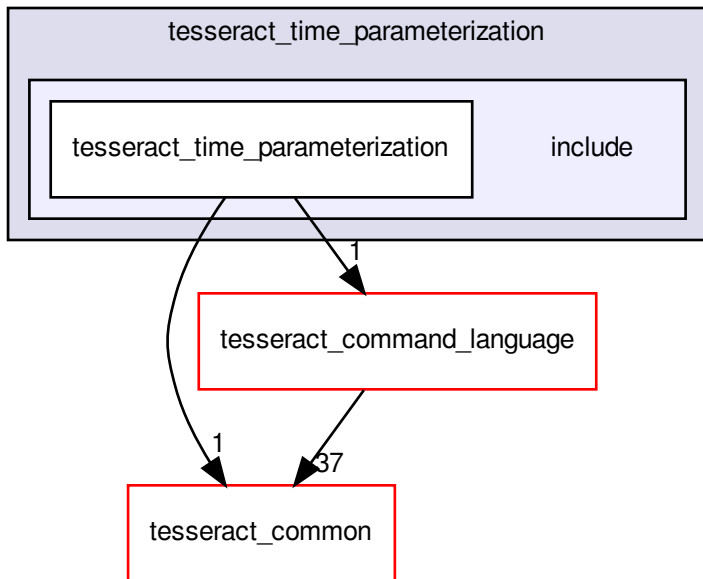 tesseract_time_parameterization
tesseract_time_parameterization
include
1
tesseract_command_language
1
37
tesseract_common